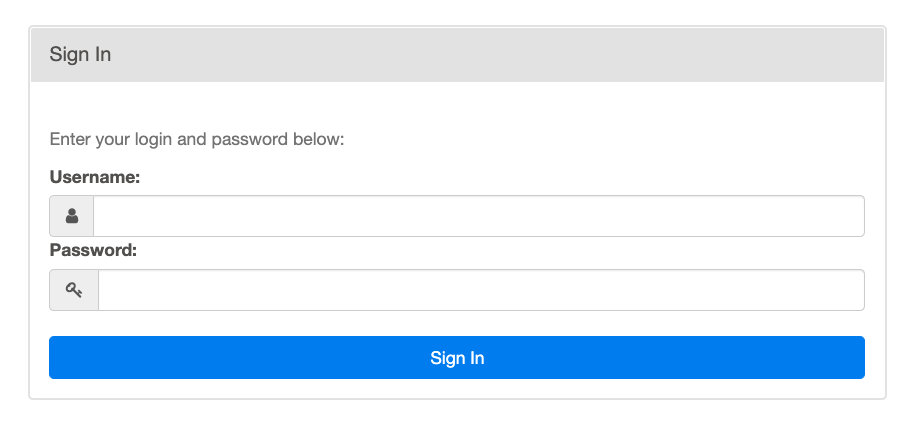 Sign In
Enter your login and password below:
Username:
Password:
Sign In